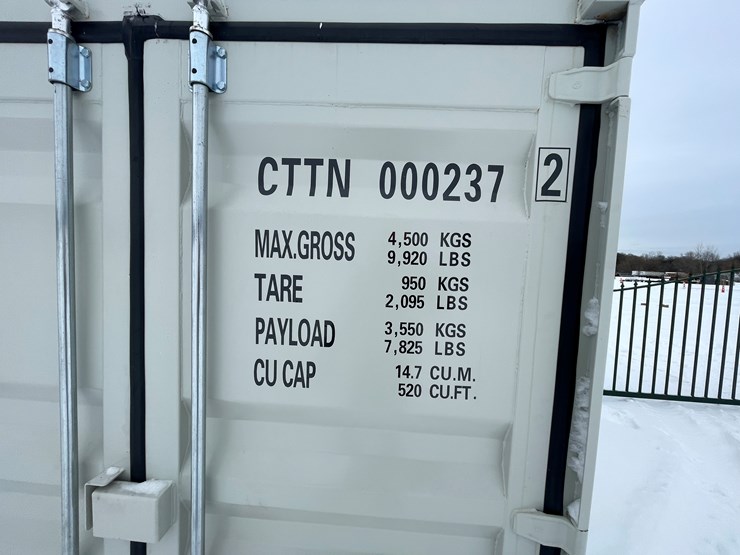 CTTN 000237 2
MAX.GROSS 4,500 KGS
9,920 LBS
TARE 950 KGS
2,095 LBS
PAYLOAD 3,550 KGS
7,825 LBS
CU CAP 14.7 CU.M.
520 CU.FT.